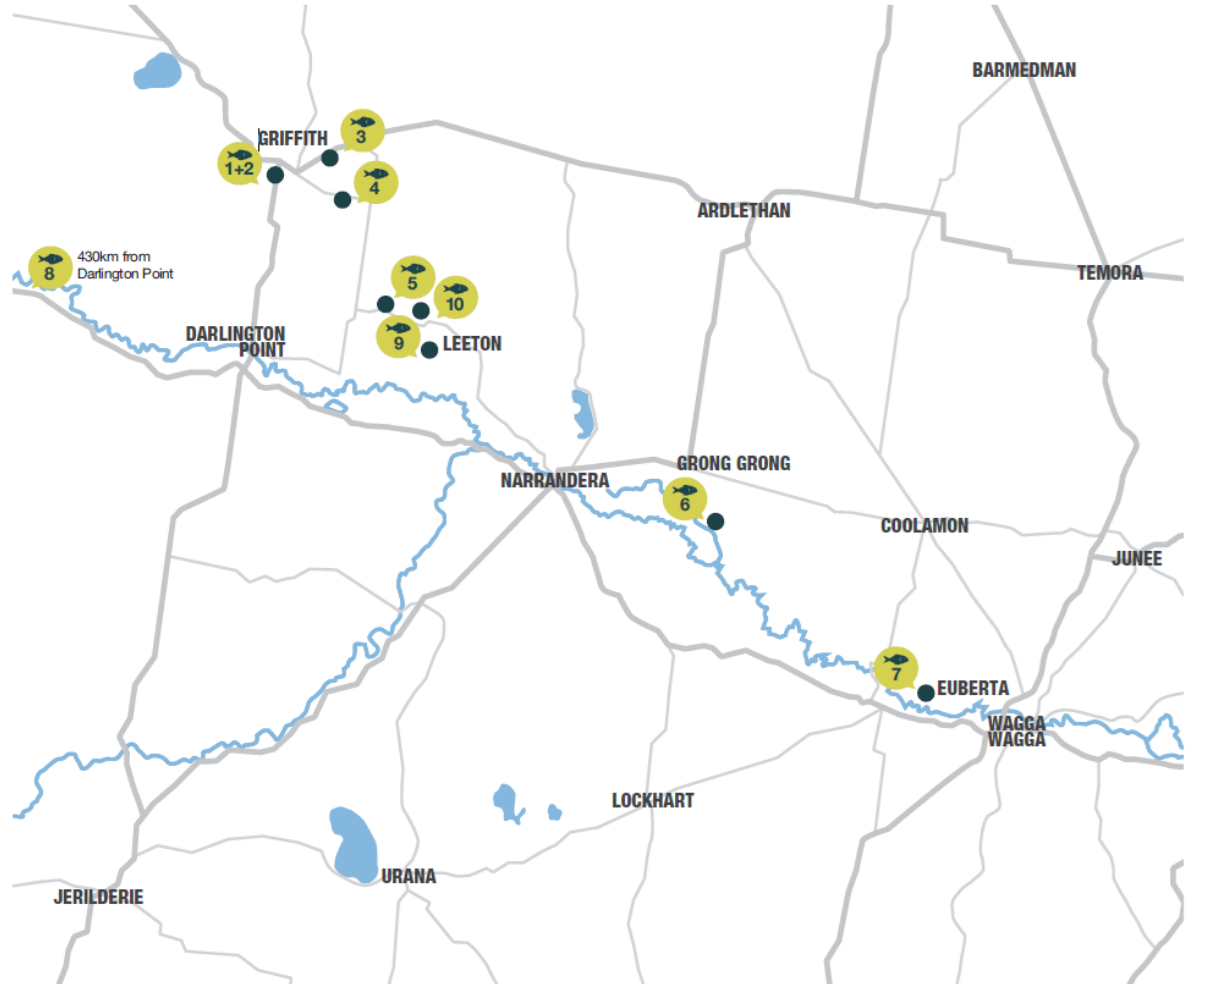 BARMEDMAN
3
GRIFFITH
1+2
4
ARDLETHAN
8
430km from
Darlington Point
TEMORA
5
10
DARLINGTON
POINT
9
LEETON
GRONG GRONG
NARRANDERA
6
COOLAMON
JUNEE
7
EUBERTA
WAGGA
WAGGA
LOCKHART
URANA
JERILDERIE